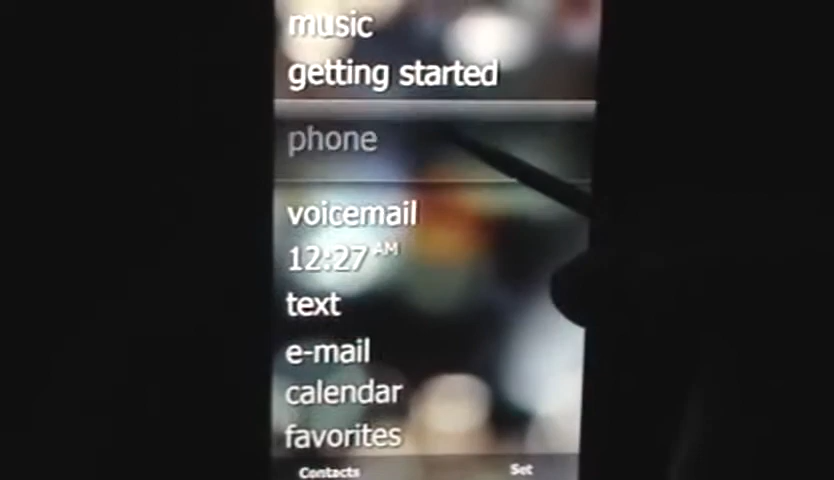 music
getting started
phone
voicemail
12:27 AM
text
e-mail
calendar
favorites
Contacts Set